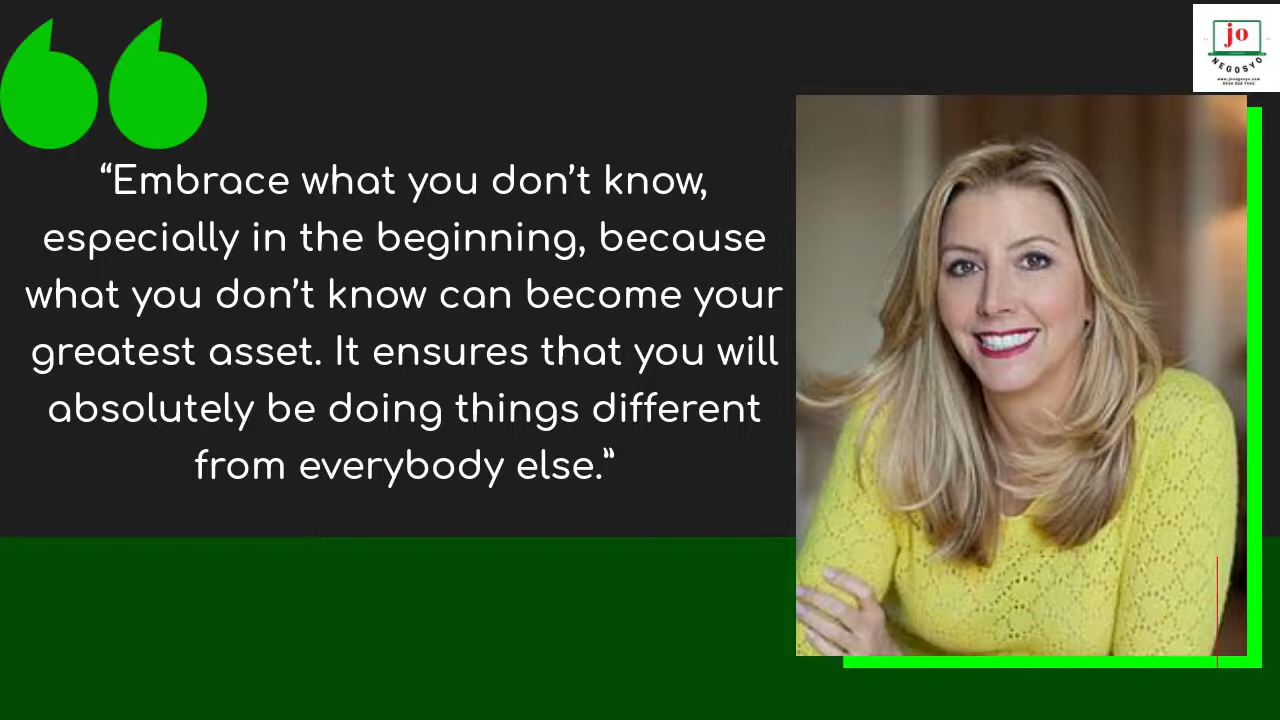 jo
NEGOSYO
“Embrace what you don’t know,
especially in the beginning, because
what you don’t know can become your
greatest asset. It ensures that you will
absolutely be doing things different
from everybody else.”